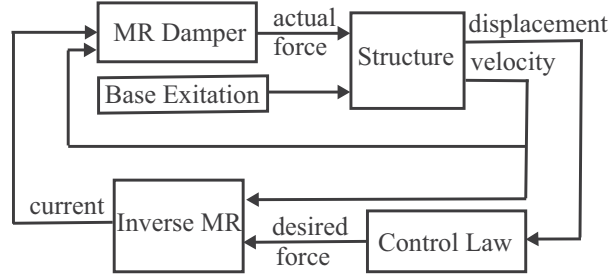 MR Damper
actual
force
Structure
displacement
velocity
Base Exitation
current
Inverse MR
desired
force
Control Law